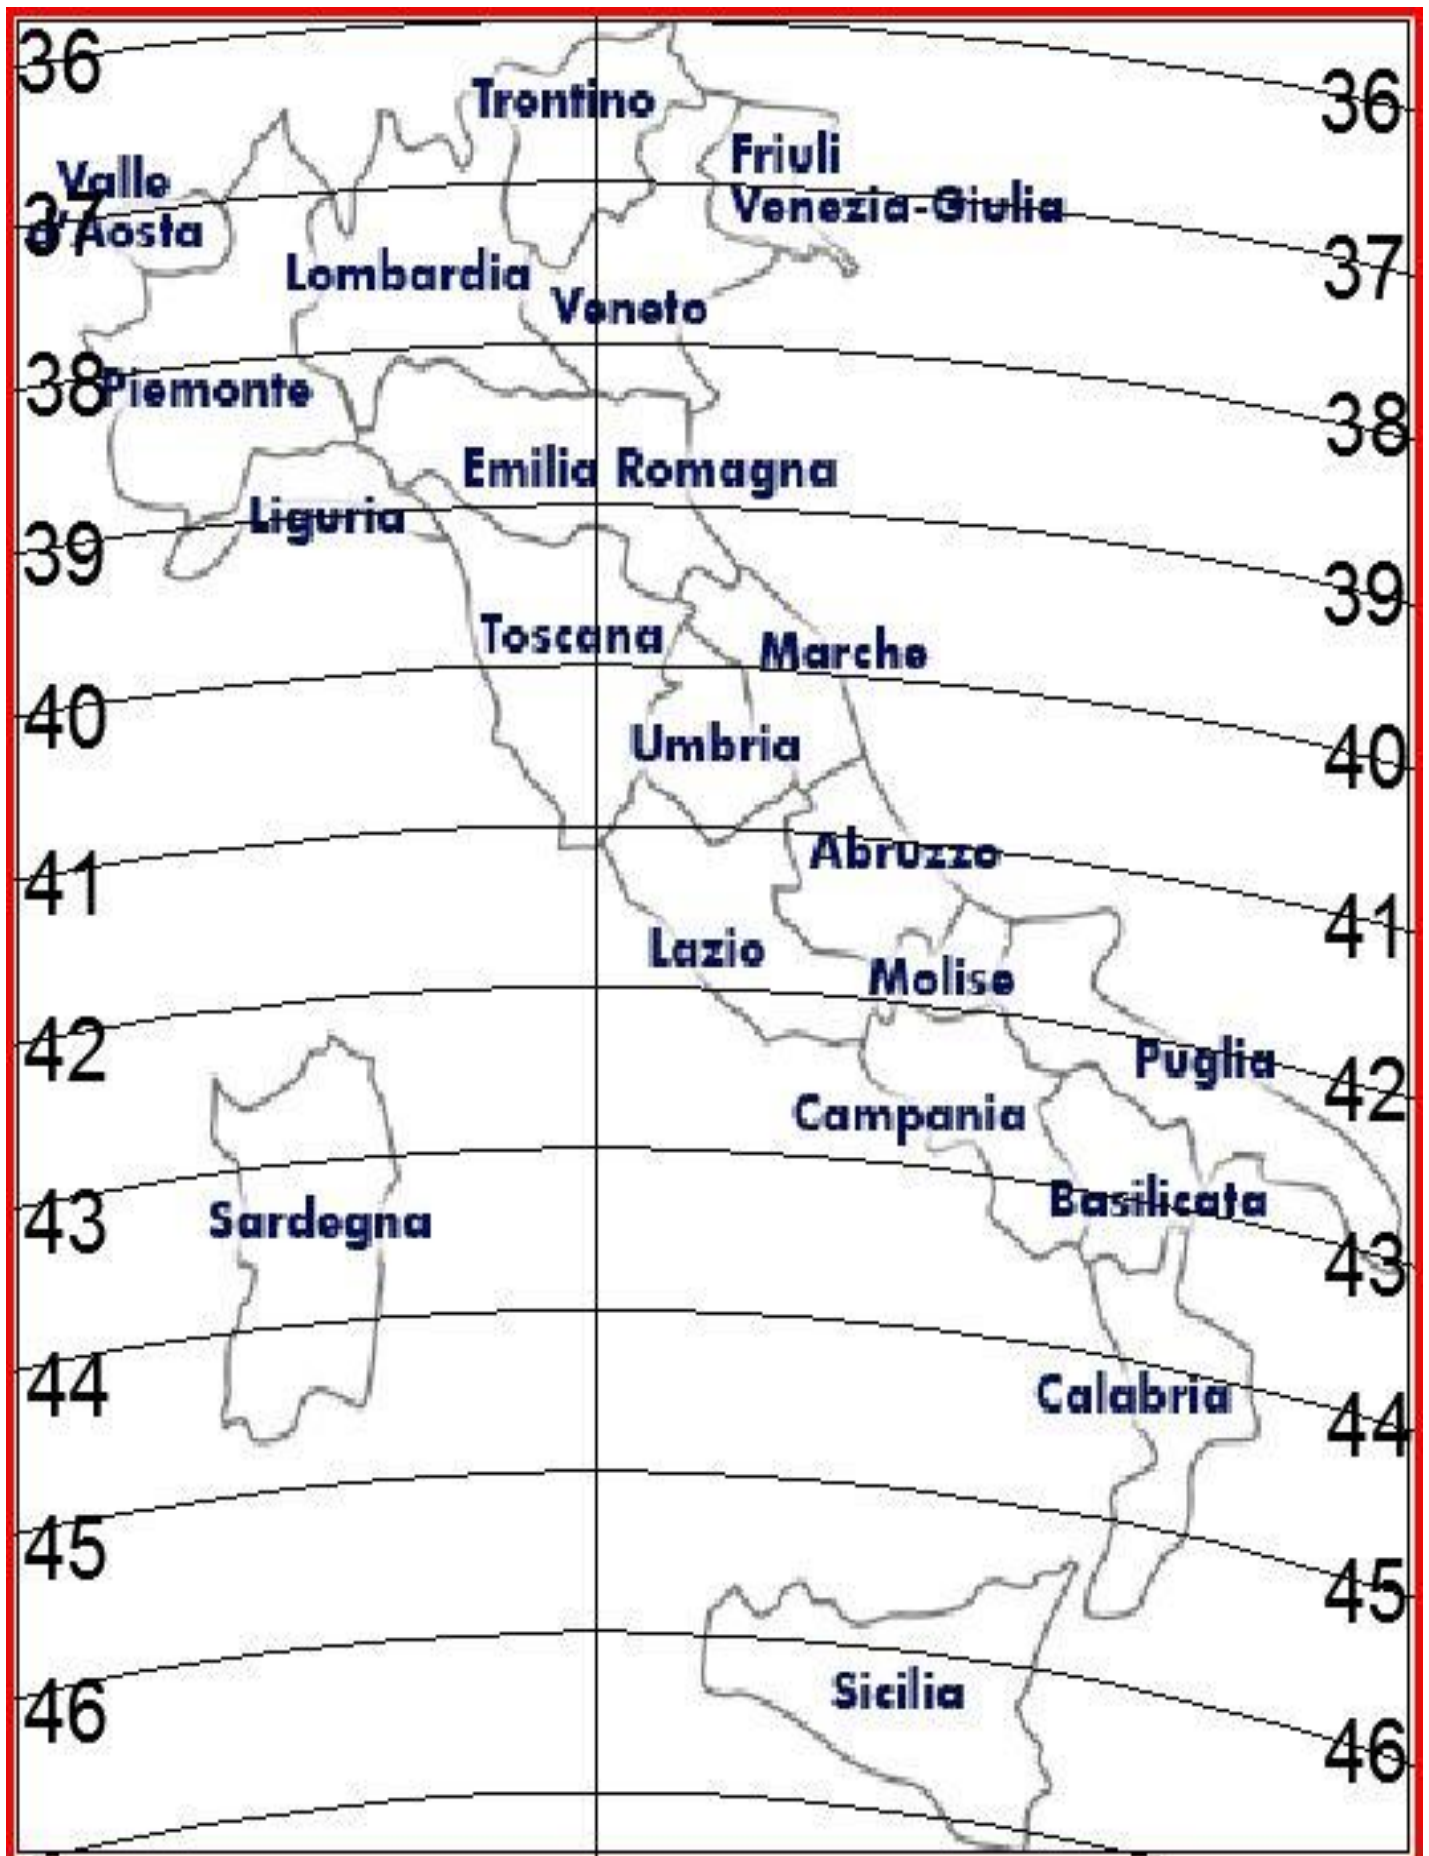 36
36
Trentino
Friuli
Venezia-Giulia
Valle
d'Aosta
37
37
Lombardia
Veneto
38
38
Piemonte
Emilia Romagna
Liguria
39
39
Toscana
Marche
40
40
Umbria
41
41
Abruzzo
Lazio
Molise
42
42
Puglia
Campania
43
43
Sardegna
Basilicata
44
44
Calabria
45
45
Sicilia
46
46